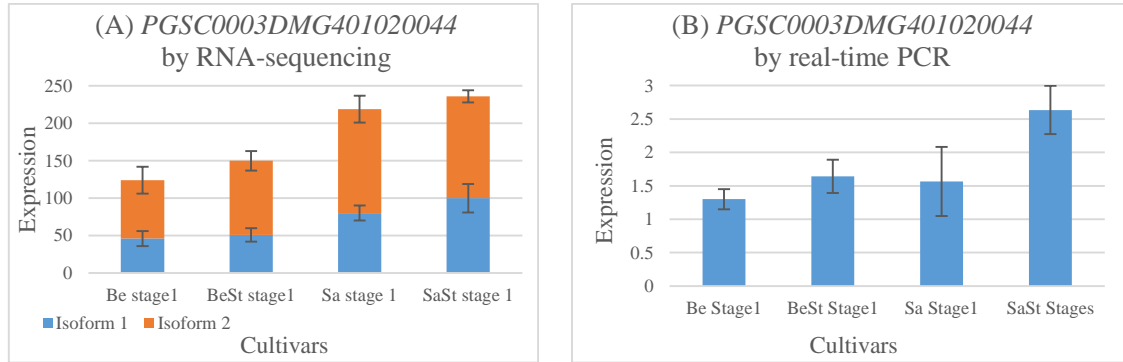 (A) PGSC0003DMG401020044
by RNA-sequencing
Expression
250
200
150
100
50
0
Be stage1 BeSt stage1 Sa stage 1 SaSt stage 1
Isoform 1 Isoform 2
Cultivars
(B) PGSC0003DMG401020044
by real-time PCR
Expression
3
2.5
2
1.5
1
0.5
0
Be Stage1 BeSt Stage1 Sa Stage1 SaSt Stages
Cultivars